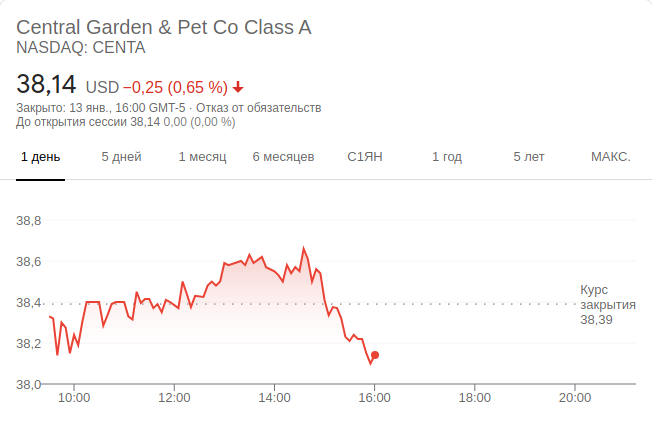 Central Garden & Pet Co Class A
NASDAQ: CENTA
38,14 USD −0,25 (0,65 %)
Закрыто: 13 янв., 16:00 GMT-5 · Отказ от обязательств
До открытия сессии 38,14 0,00 (0,00 %)
1 день 5 дней 1 месяц 6 месяцев С1ЯН 1 год 5 лет МАКС.
38,8
38,6
38,4
38,2
38,0
Курс
закрытия
38,39
10:00 12:00 14:00 16:00 18:00 20:00